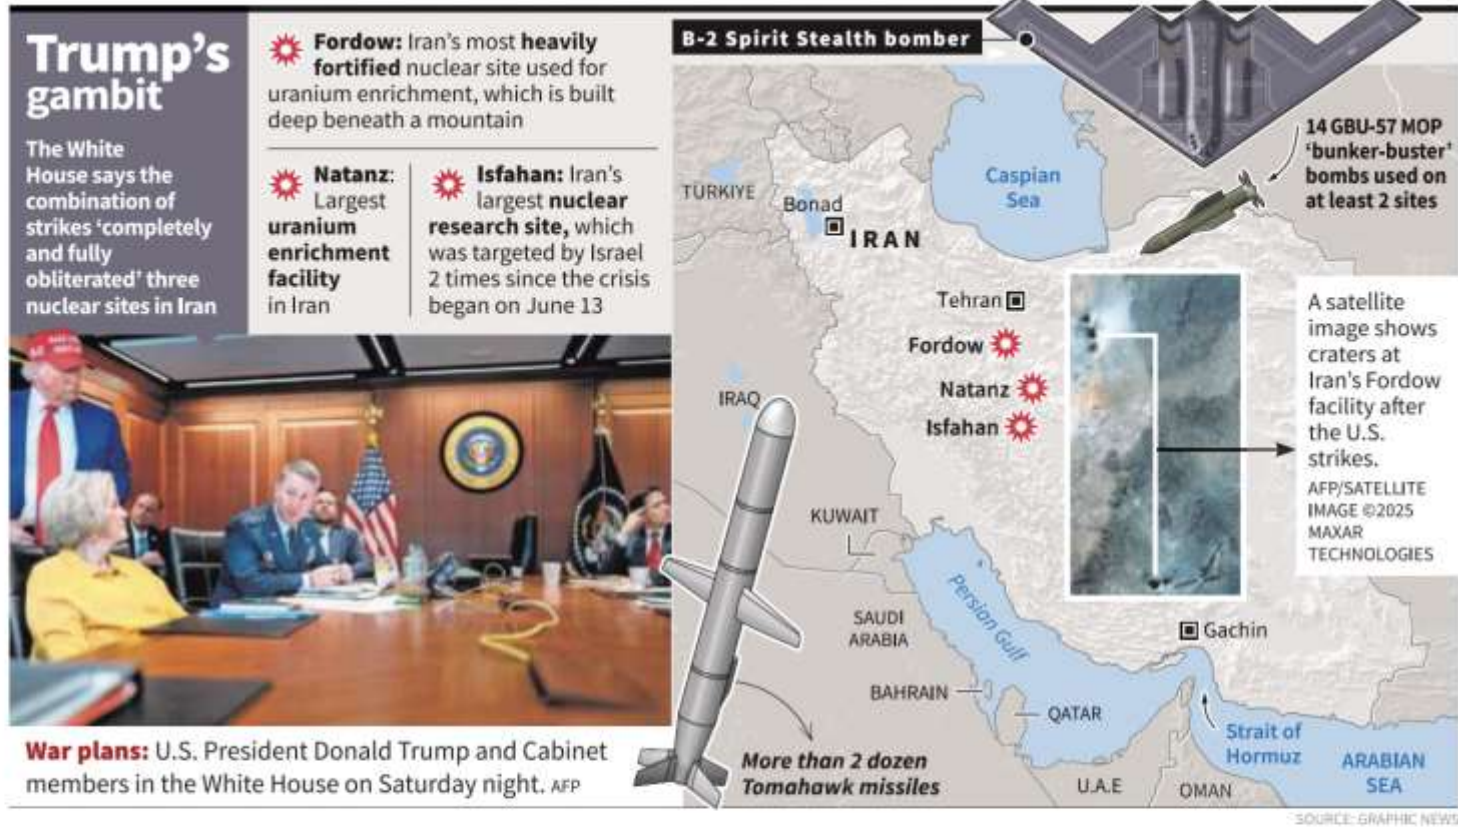 Trump's
gambit
The White
House says the
combination of
strikes ‘completely
and fully
obliterated’ three
nuclear sites in Iran
Fordow: Iran’s most heavily
fortified nuclear site used for
uranium enrichment, which is built
deep beneath a mountain
Natanz:
Largest
uranium
enrichment
facility
in Iran
Isfahan: Iran’s
largest nuclear
research site, which
was targeted by Israel
2 times since the crisis
began on June 13
War plans: U.S. President Donald Trump and Cabinet
members in the White House on Saturday night. AFP
B-2 Spirit Stealth bomber
14 GBU-57 MOP
‘bunker-buster’
bombs used on
at least 2 sites
Caspian
Sea
TÜRKIYE
Bonad
IRAN
Tehran
Fordow
Natanz
Isfahan
IRAQ
A satellite
image shows
craters at
Iran’s Fordow
facility after
the U.S.
strikes.
AFP/SATELLITE
IMAGE ©2025
MAXAR
TECHNOLOGIES
KUWAIT
Persion Gulf
SAUDI
ARABIA
Gachin
BAHRAIN
QATAR
Strait of
Hormuz
ARABIAN
SEA
More than 2 dozen
Tomahawk missiles
U.A.E
OMAN
SOURCE: GRAPHIC NEWS